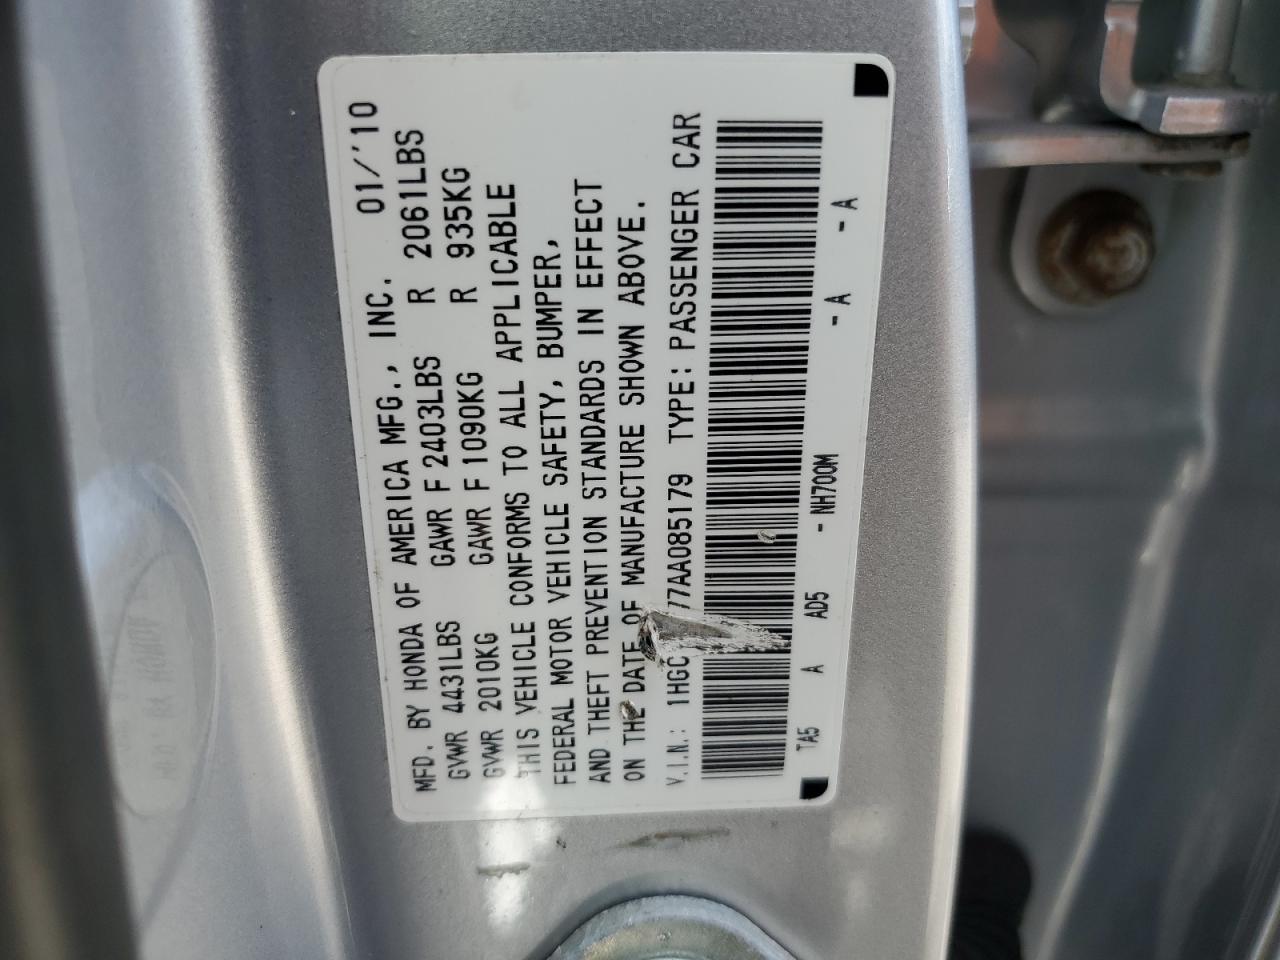 MFD. BY HONDA OF AMERICA MFG., INC. 01/'10
GVWR 4431LBS GAWR F 2403LBS R 2061LBS
GVWR 2010KG GAWR F 1090KG R 935KG
THIS VEHICLE CONFORMS TO ALL APPLICABLE
FEDERAL MOTOR VEHICLE SAFETY, BUMPER,
AND THEFT PREVENTION STANDARDS IN EFFECT
ON THE DATE OF MANUFACTURE SHOWN ABOVE.
V.I.N.: 1HGC 77AA085179 TYPE: PASSENGER CAR
TA5 A AD5 - NH700M - A - A